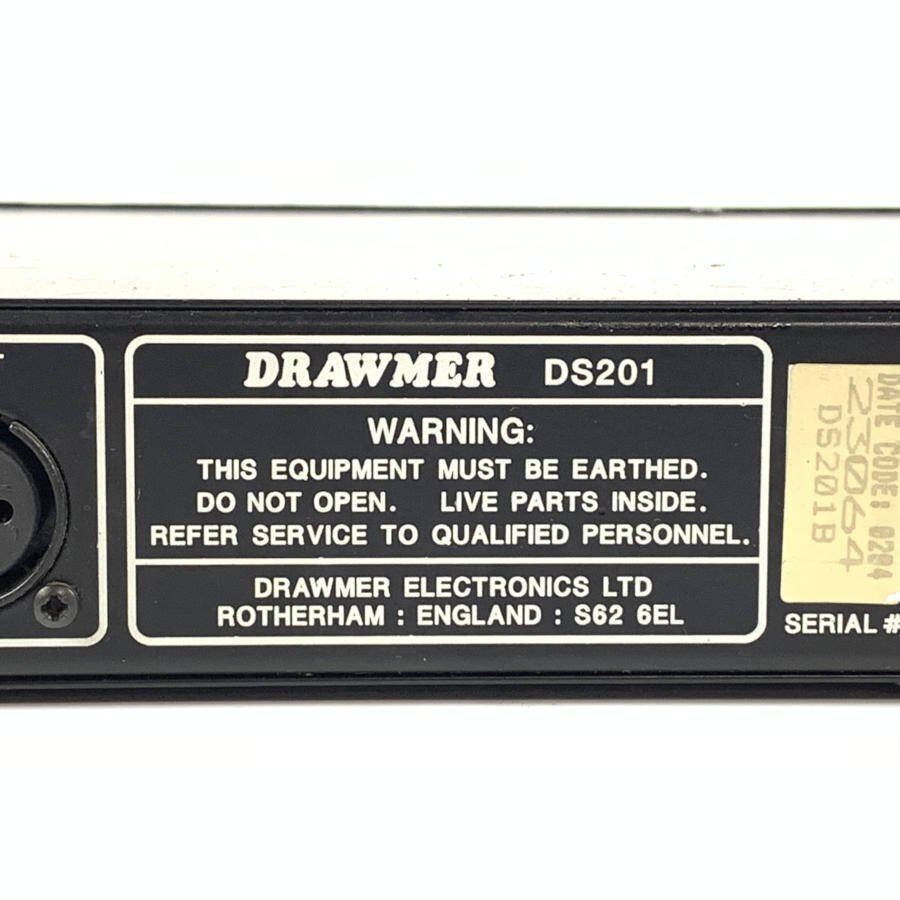 DRAWMER DS201
WARNING:
THIS EQUIPMENT MUST BE EARTHED.
DO NOT OPEN. LIVE PARTS INSIDE.
REFER SERVICE TO QUALIFIED PERSONNEL.
DRAWMER ELECTRONICS LTD
ROTHERHAM : ENGLAND : S62 6EL
DATE CODE: 0204
23064
DS201B
SERIAL #